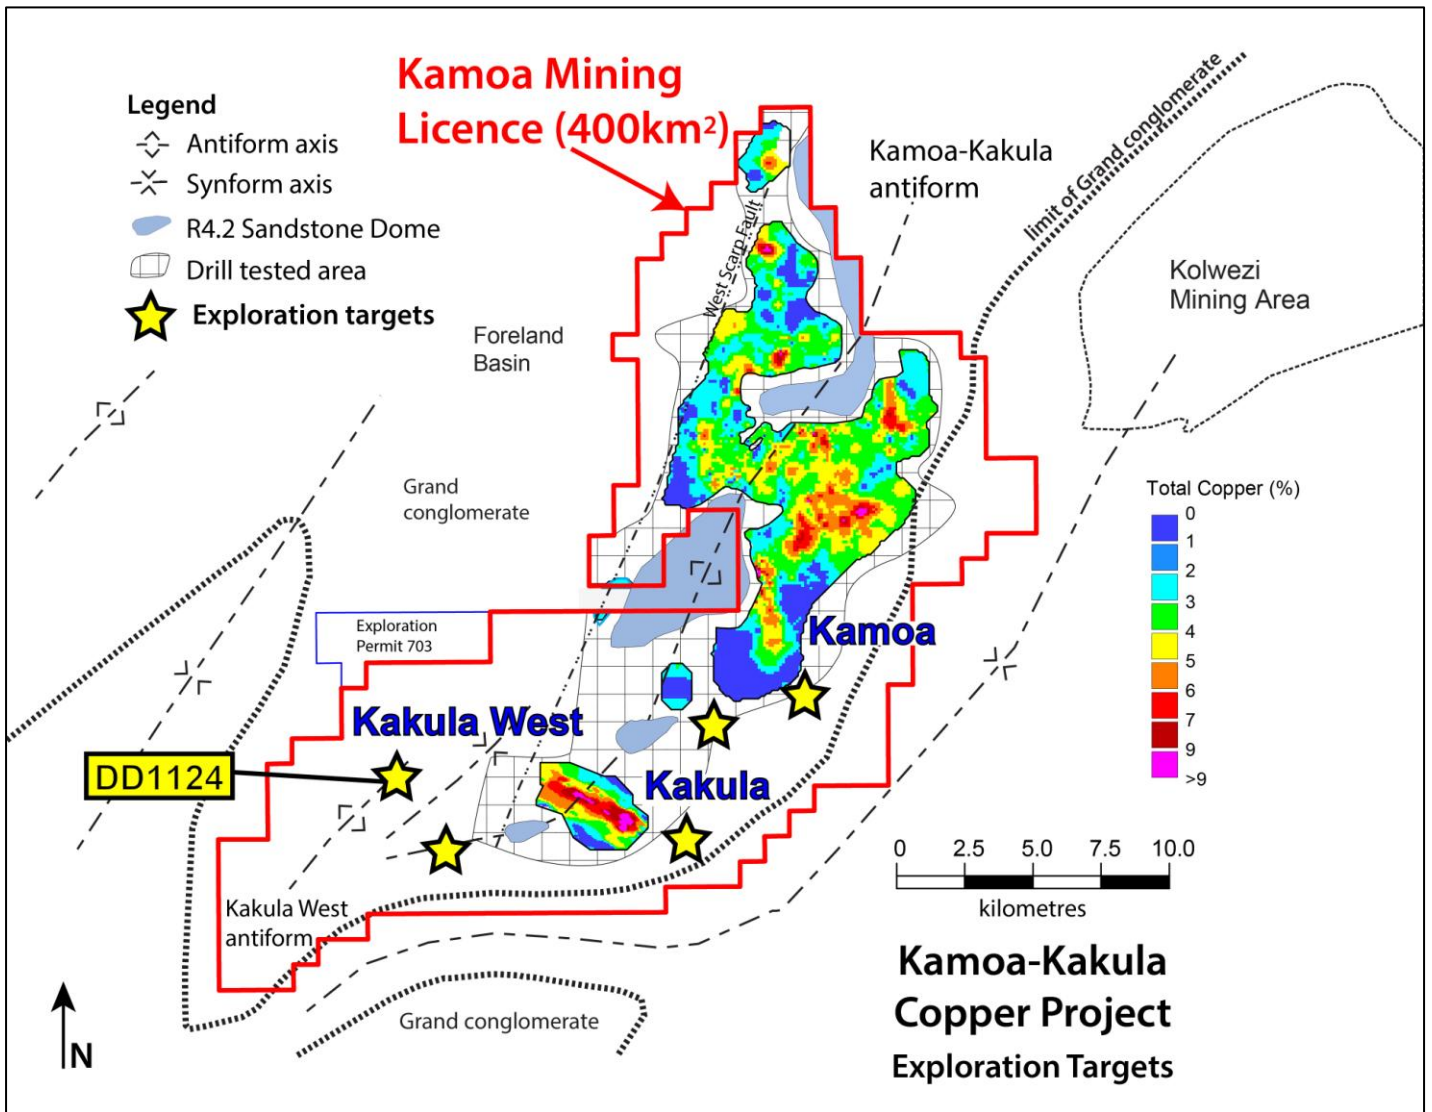 Kamoa Mining
Licence (400km²)
Legend
Antiform axis
Synform axis
R4.2 Sandstone Dome
Drill tested area
Exploration targets
Kamoa-Kakula
antiform
limit of Grand conglomerate
Kolwezi
Mining Area
West Scarp Fault
Foreland
Basin
Grand
conglomerate
Total Copper (%)
0
1
2
3
4
5
6
7
9
>9
Exploration
Permit 703
Kamoa
Kakula West
DD1124
Kakula
0 2.5 5.0 7.5 10.0
kilometres
Kakula West
antiform
Grand conglomerate
N
Kamoa-Kakula
Copper Project
Exploration Targets